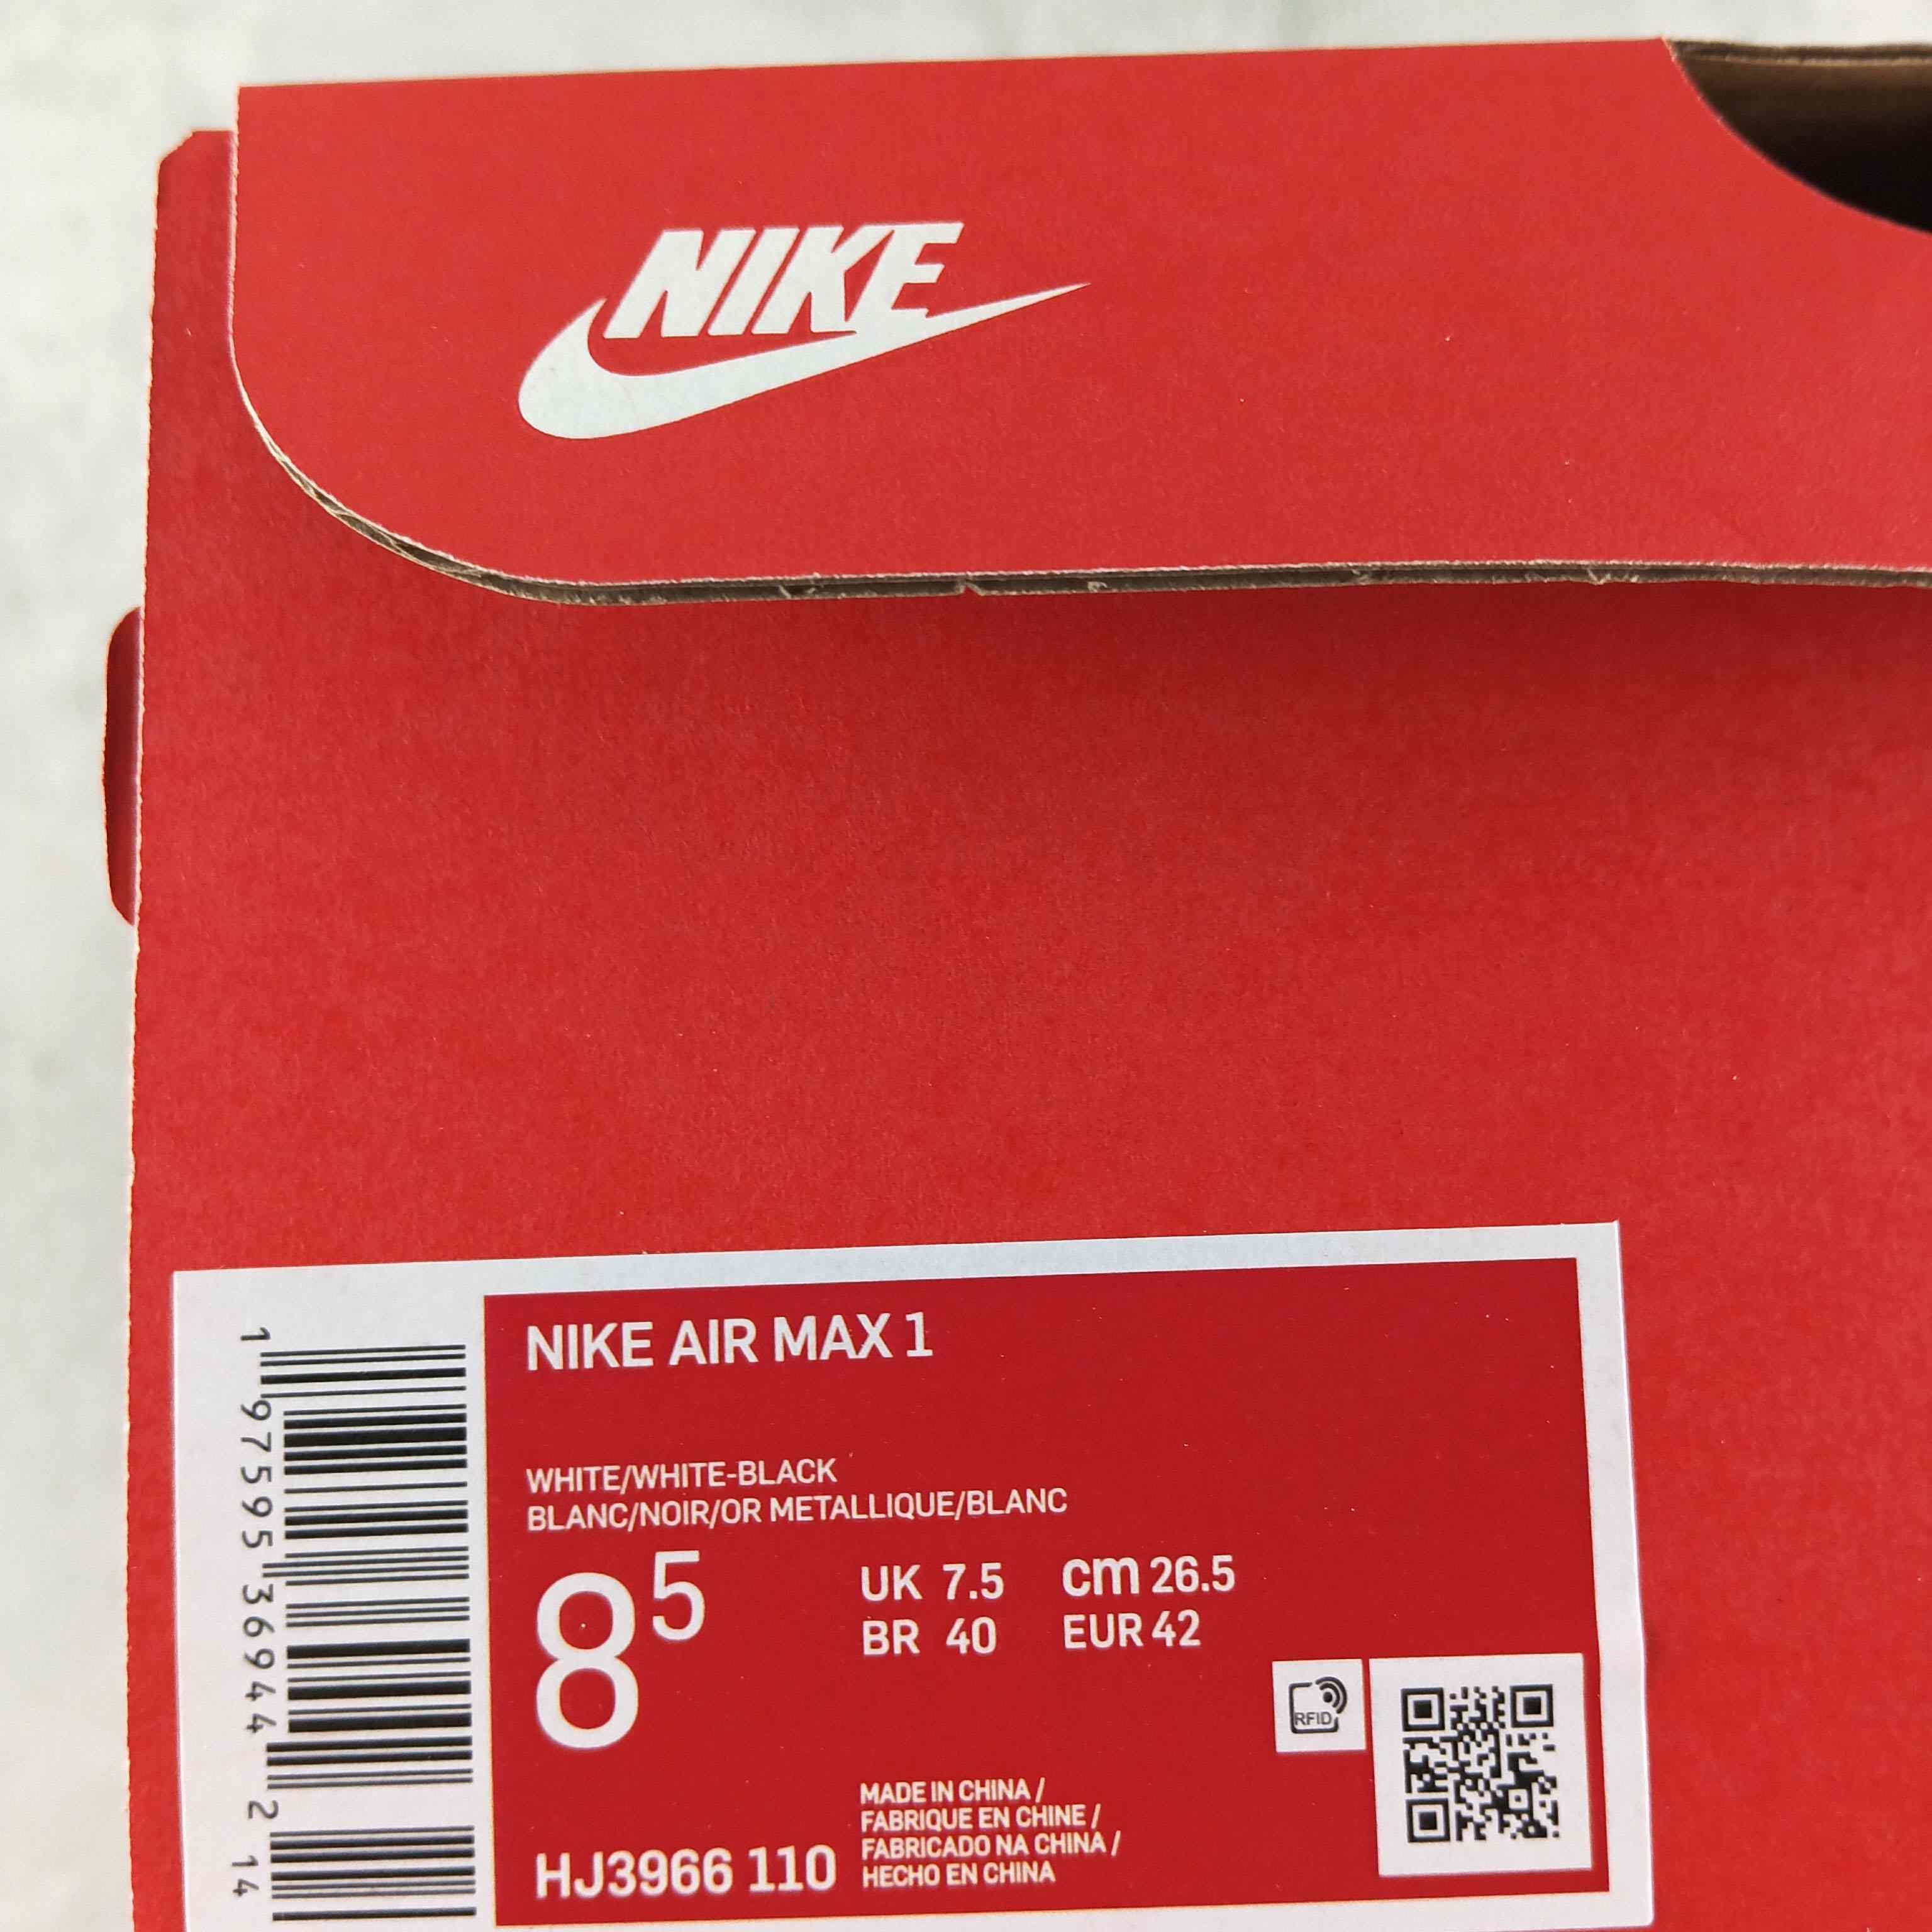 NIKE
NIKE AIR MAX 1
WHITE/WHITE-BLACK
BLANC/NOIR/OR METALLIQUE/BLANC
8 5
UK 7.5 cm 26.5
BR 40 EUR 42
RFID
MADE IN CHINA /
FABRIQUE EN CHINE /
FABRICADO NA CHINA /
HECHO EN CHINA
HJ3966 110
1 97595 36944 2 14